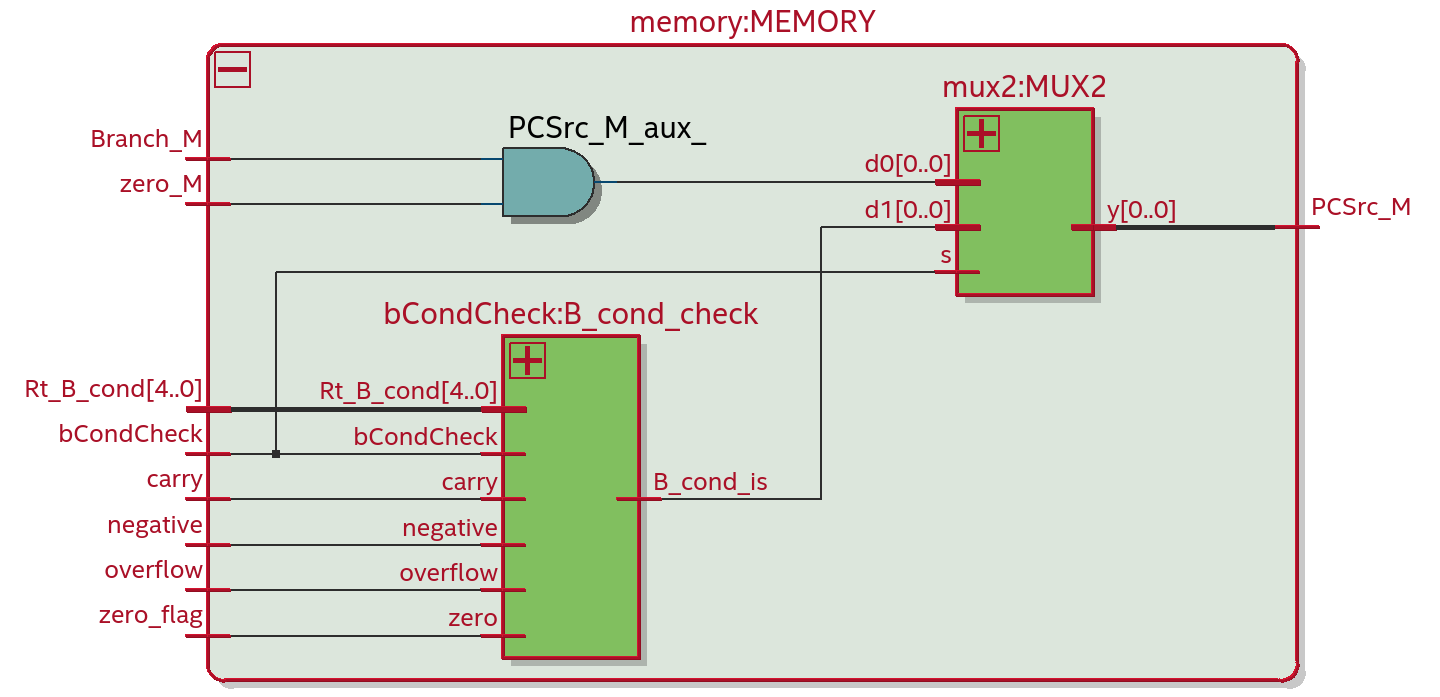 memory:MEMORY
mux2:MUX2
PCSrc_M_aux_
Branch_M
d0[0..0]
zero_M
d1[0..0]
y[0..0]
PCSrc_M
s
bCondCheck:B_cond_check
Rt_B_cond[4..0]
Rt_B_cond[4..0]
bCondCheck
bCondCheck
carry
carry
B_cond_is
negative
negative
overflow
overflow
zero_flag
zero